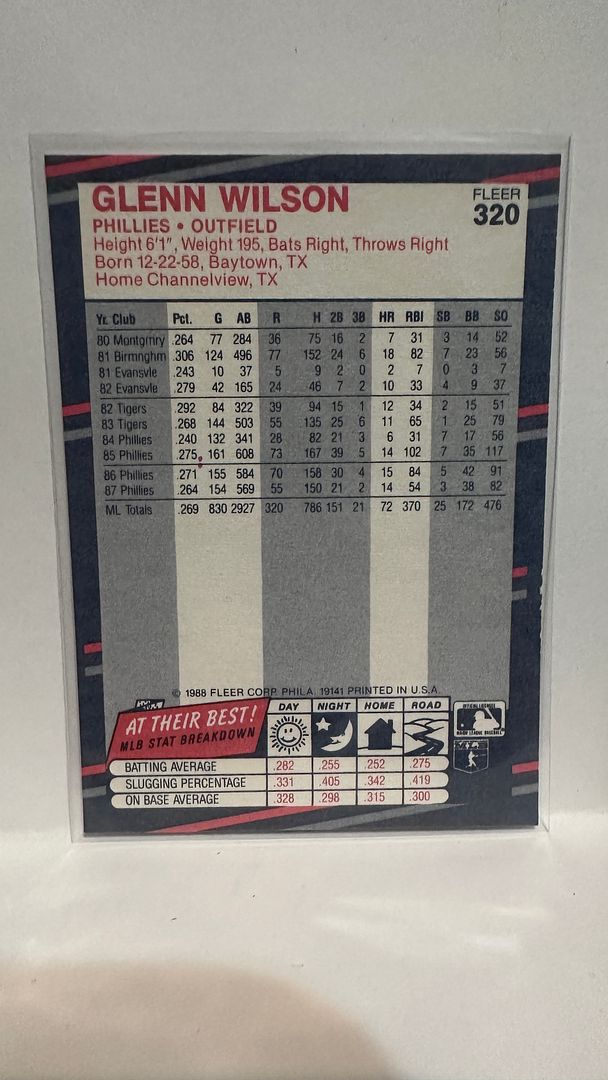 GLENN WILSON
FLEER
320
PHILLIES • OUTFIELD
Height 6'1", Weight 195, Bats Right, Throws Right
Born 12-22-58, Baytown, TX
Home Channelview, TX
Yr. Club Pct. G AB R H 2B 3B HR RBI SB BB SO
80 Montgmry .264 77 284 36 75 16 2 7 31 3 14 52
81 Birmnghm .306 124 496 77 152 24 6 18 82 7 23 56
81 Evansvle .243 10 37 5 9 2 0 2 7 0 3 7
82 Evansvle .279 42 165 24 46 7 2 10 33 4 9 37
82 Tigers .292 84 322 39 94 15 1 12 34 2 15 51
83 Tigers .268 144 503 55 135 25 6 11 65 1 25 79
84 Phillies .240 132 341 28 82 21 3 6 31 7 17 56
85 Phillies .275 161 608 73 167 39 5 14 102 7 35 117
86 Phillies .271 155 584 70 158 30 4 15 84 5 42 91
87 Phillies .264 154 569 55 150 21 2 14 54 3 38 82
ML Totals .269 830 2927 320 786 151 21 72 370 25 172 476
© 1988 FLEER CORP. PHILA. 19141 PRINTED IN U.S.A.
AT THEIR BEST!
MLB STAT BREAKDOWN
DAY NIGHT HOME ROAD
BATTING AVERAGE .282 .255 .252 .275
SLUGGING PERCENTAGE .331 .405 .342 .419
ON BASE AVERAGE .328 .298 .315 .300
OFFICIAL LICENSEE
MAJOR LEAGUE BASEBALL